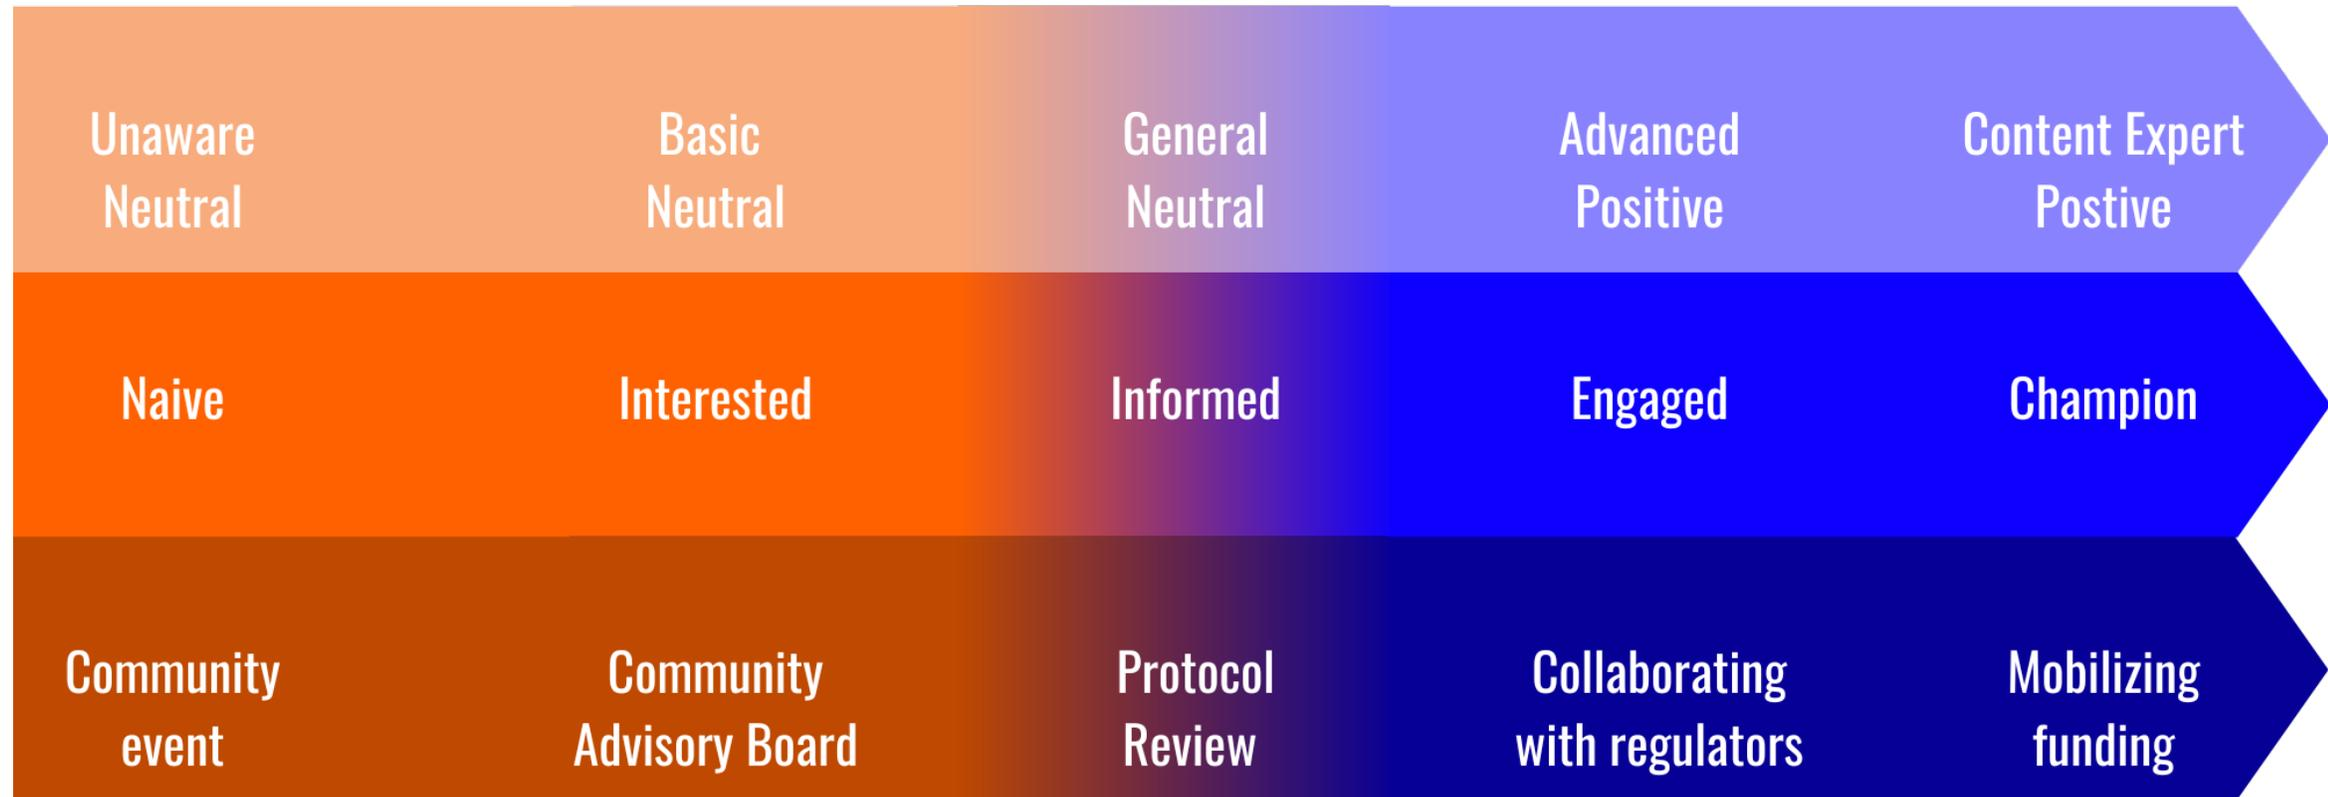 Unaware
Neutral
Basic
Neutral
General
Neutral
Advanced
Positive
Content Expert
Postive
Naive
Interested
Informed
Engaged
Champion
Community
event
Community
Advisory Board
Protocol
Review
Collaborating
with regulators
Mobilizing
funding